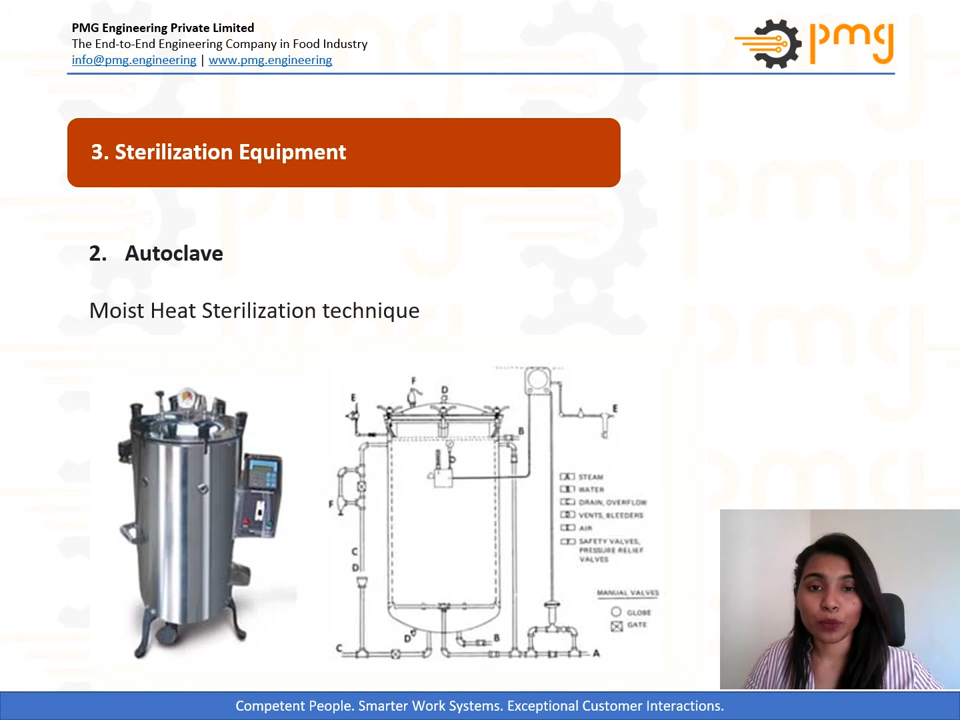 PMG Engineering Private Limited
The End-to-End Engineering Company in Food Industry
info@pmg.engineering | www.pmg.engineering
pmg
3. Sterilization Equipment
2. Autoclave
Moist Heat Sterilization technique
F
D
E
B
E
F
C
D
D
C
B
A
A STEAM
B WATER
C DRAIN, OVERFLOW
D VENTS, BLEEDERS
E AIR
F SAFETY VALVES,
PRESSURE RELIEF
VALVES
MANUAL VALVES
GLOBE
GATE
Competent People. Smarter Work Systems. Exceptional Customer Interactions.